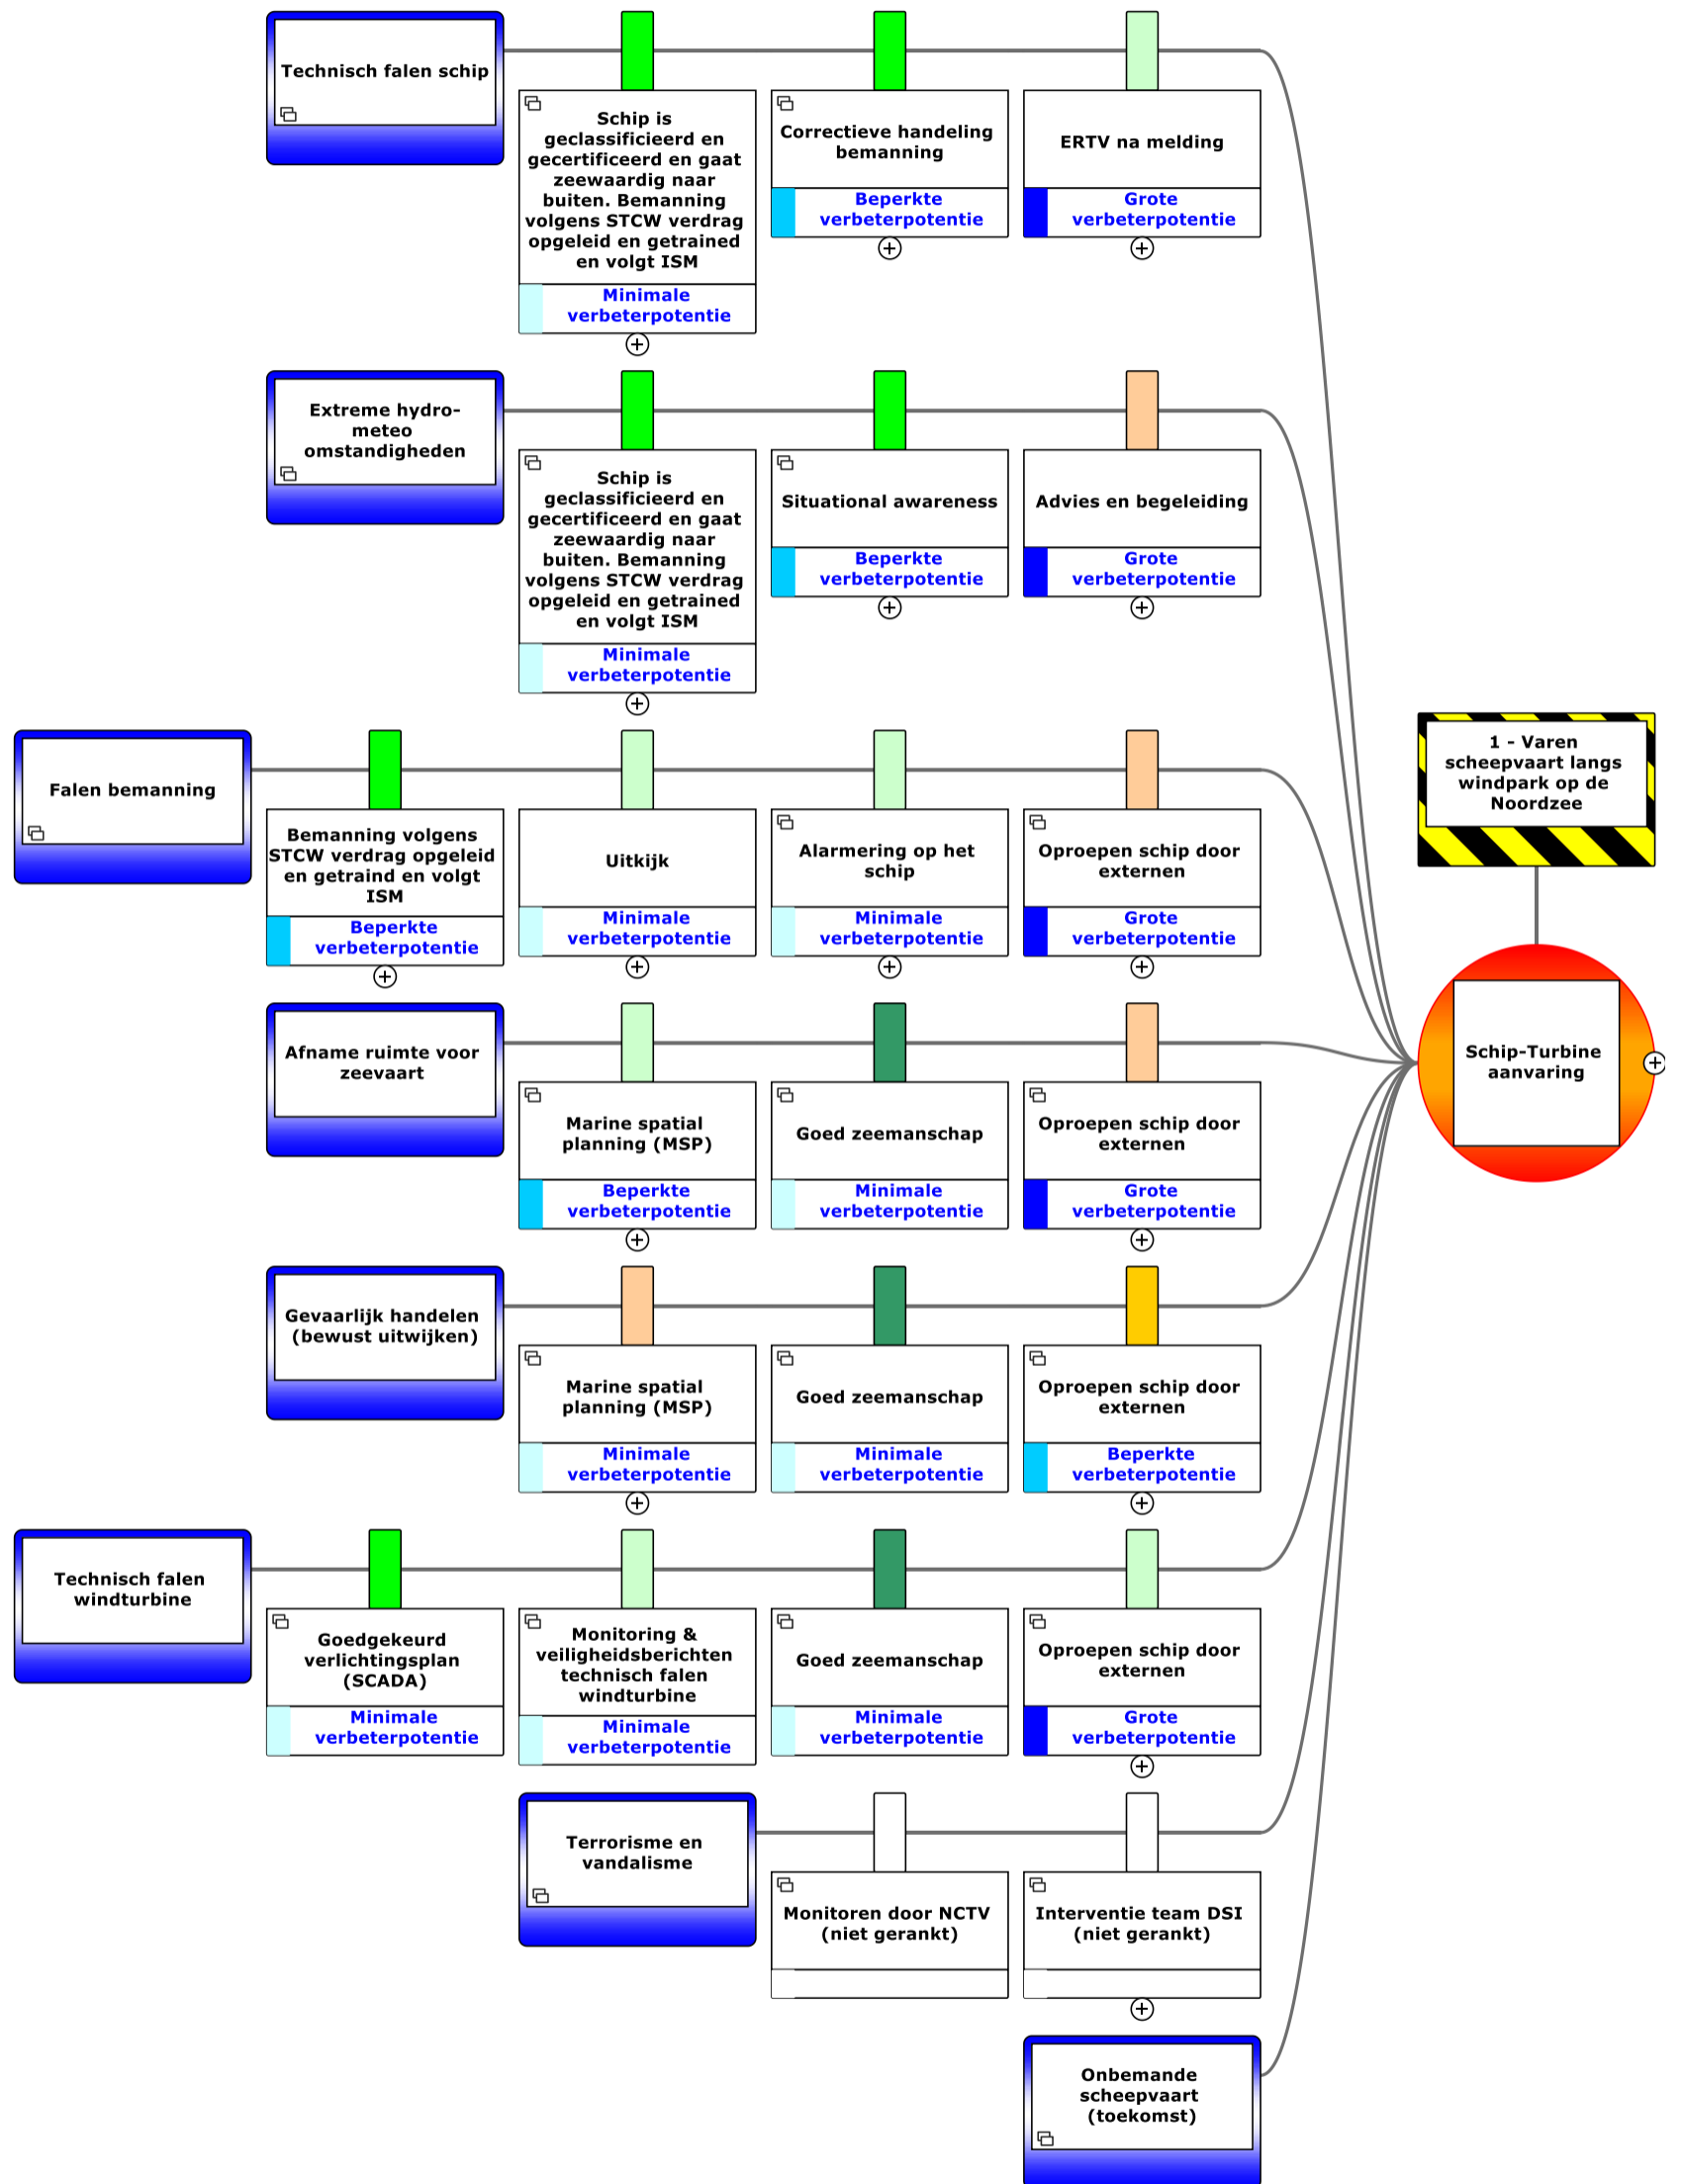 Technisch falen schip
Schip is
geclassificieerd en
gecertificeerd en gaat
zeewaardig naar
buiten. Bemanning
volgens STCW verdrag
opgeleid en getrained
en volgt ISM
Minimale
verbeterpotentie
Correctieve handeling
bemanning
Beperkte
verbeterpotentie
ERTV na melding
Grote
verbeterpotentie
Extreme hydro-
meteo
omstandigheden
Schip is
geclassificieerd en
gecertificeerd en gaat
zeewaardig naar
buiten. Bemanning
volgens STCW verdrag
opgeleid en getrained
en volgt ISM
Minimale
verbeterpotentie
Situational awareness
Beperkte
verbeterpotentie
Advies en begeleiding
Grote
verbeterpotentie
Falen bemanning
Bemanning volgens
STCW verdrag opgeleid
en getraind en volgt
ISM
Beperkte
verbeterpotentie
Uitkijk
Minimale
verbeterpotentie
Alarmering op het
schip
Minimale
verbeterpotentie
Oproepen schip door
externen
Grote
verbeterpotentie
1 - Varen
scheepvaart langs
windpark op de
Noordzee
Schip-Turbine
aanvaring
Afname ruimte voor
zeevaart
Marine spatial
planning (MSP)
Beperkte
verbeterpotentie
Goed zeemanschap
Minimale
verbeterpotentie
Oproepen schip door
externen
Grote
verbeterpotentie
Gevaarlijk handelen
(bewust uitwijken)
Marine spatial
planning (MSP)
Minimale
verbeterpotentie
Goed zeemanschap
Minimale
verbeterpotentie
Oproepen schip door
externen
Beperkte
verbeterpotentie
Technisch falen
windturbine
Goedgekeurd
verlichtingsplan
(SCADA)
Minimale
verbeterpotentie
Monitoring &
veiligheidsberichten
technisch falen
windturbine
Minimale
verbeterpotentie
Goed zeemanschap
Minimale
verbeterpotentie
Oproepen schip door
externen
Grote
verbeterpotentie
Terrorisme en
vandalisme
Monitoren door NCTV
(niet gerankt)
Interventie team DSI
(niet gerankt)
Onbemande
scheepvaart
(toekomst)